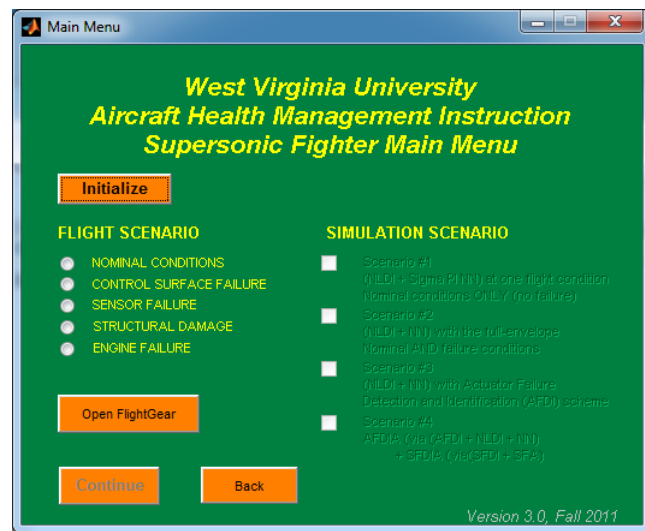 Main Menu
West Virginia University
Aircraft Health Management Instruction
Supersonic Fighter Main Menu
Initialize
FLIGHT SCENARIO
NOMINAL CONDITIONS
CONTROL SURFACE FAILURE
SENSOR FAILURE
STRUCTURAL DAMAGE
ENGINE FAILURE
SIMULATION SCENARIO
Scenario #1
(NLDI + Sigma PI NN) at one flight condition
Nominal conditions ONLY (no failure)
Scenario #2
(NLDI + NN) with the full-envelope
Nominal AND failure conditions
Scenario #3
(NLDI + NN) with Actuator Failure
Detection and Identification (AFDI) scheme
Scenario #4
AFDIA (via (AFDI + NLDI + NN)
+ SFDIA (via(SFDI + SFA)
Open FlightGear
Continue
Back
Version 3.0, Fall 2011